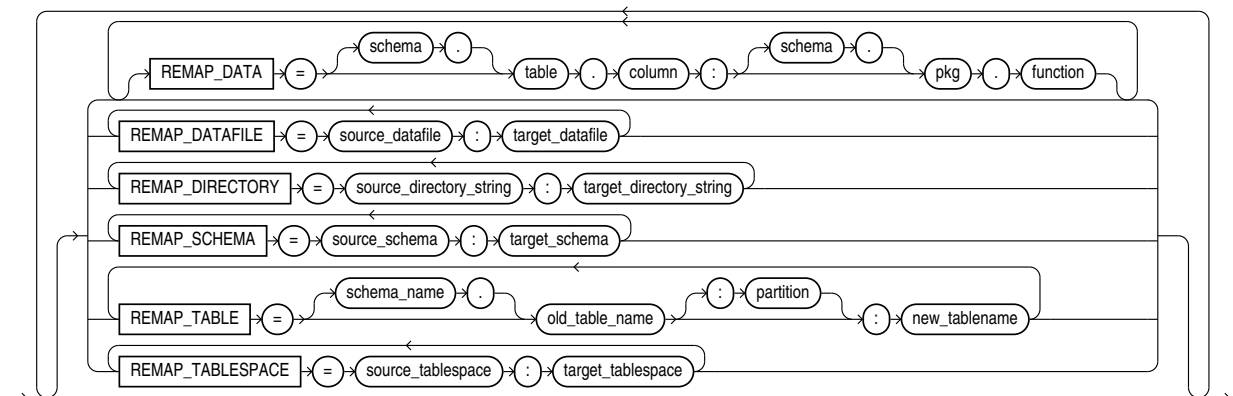 schema . schema .
REMAP_DATA = table . column : pkg . function
REMAP_DATAFILE = source_datafile : target_datafile
REMAP_DIRECTORY = source_directory_string : target_directory_string
REMAP_SCHEMA = source_schema : target_schema
schema_name . : partition
REMAP_TABLE = old_table_name : new_tablename
REMAP_TABLESPACE = source_tablespace : target_tablespace